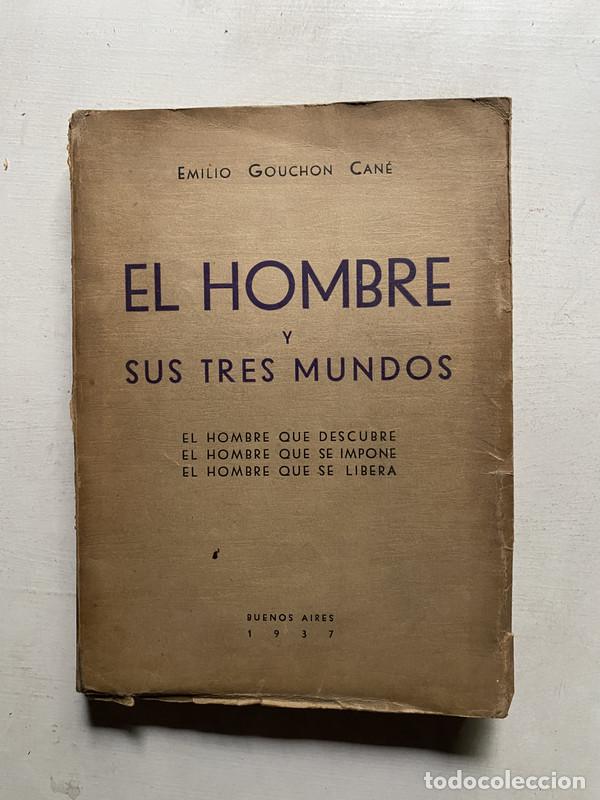 EMILIO GOUCHON CANÉ
EL HOMBRE
Y
SUS TRES MUNDOS
EL HOMBRE QUE DESCUBRE
EL HOMBRE QUE SE IMPONE
EL HOMBRE QUE SE LIBERA
BUENOS AIRES
1937
todocoleccion